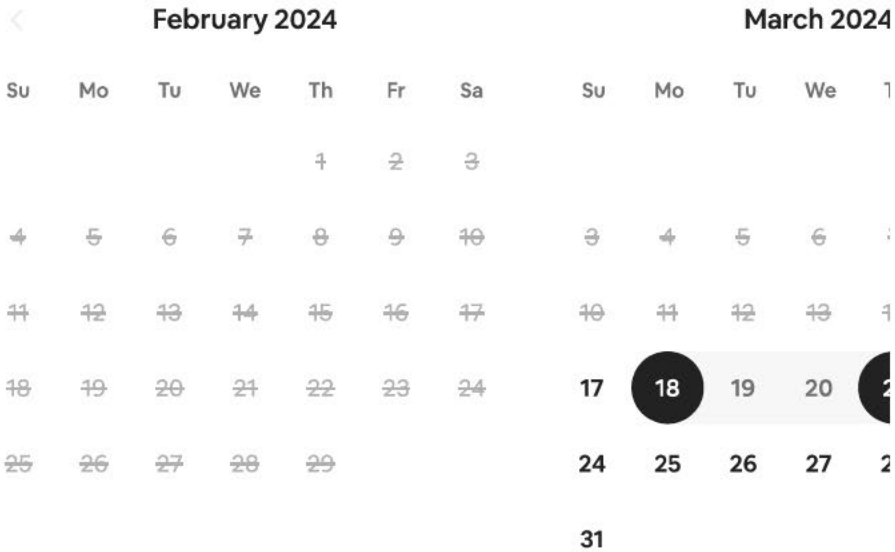 February 2024
Su Mo Tu We Th Fr Sa
1 2 3
4 5 6 7 8 9 10
11 12 13 14 15 16 17
18 19 20 21 22 23 24
25 26 27 28 29
March 2024
Su Mo Tu We
3 4 5 6
10 11 12 13
17 18 19 20
24 25 26 27
31